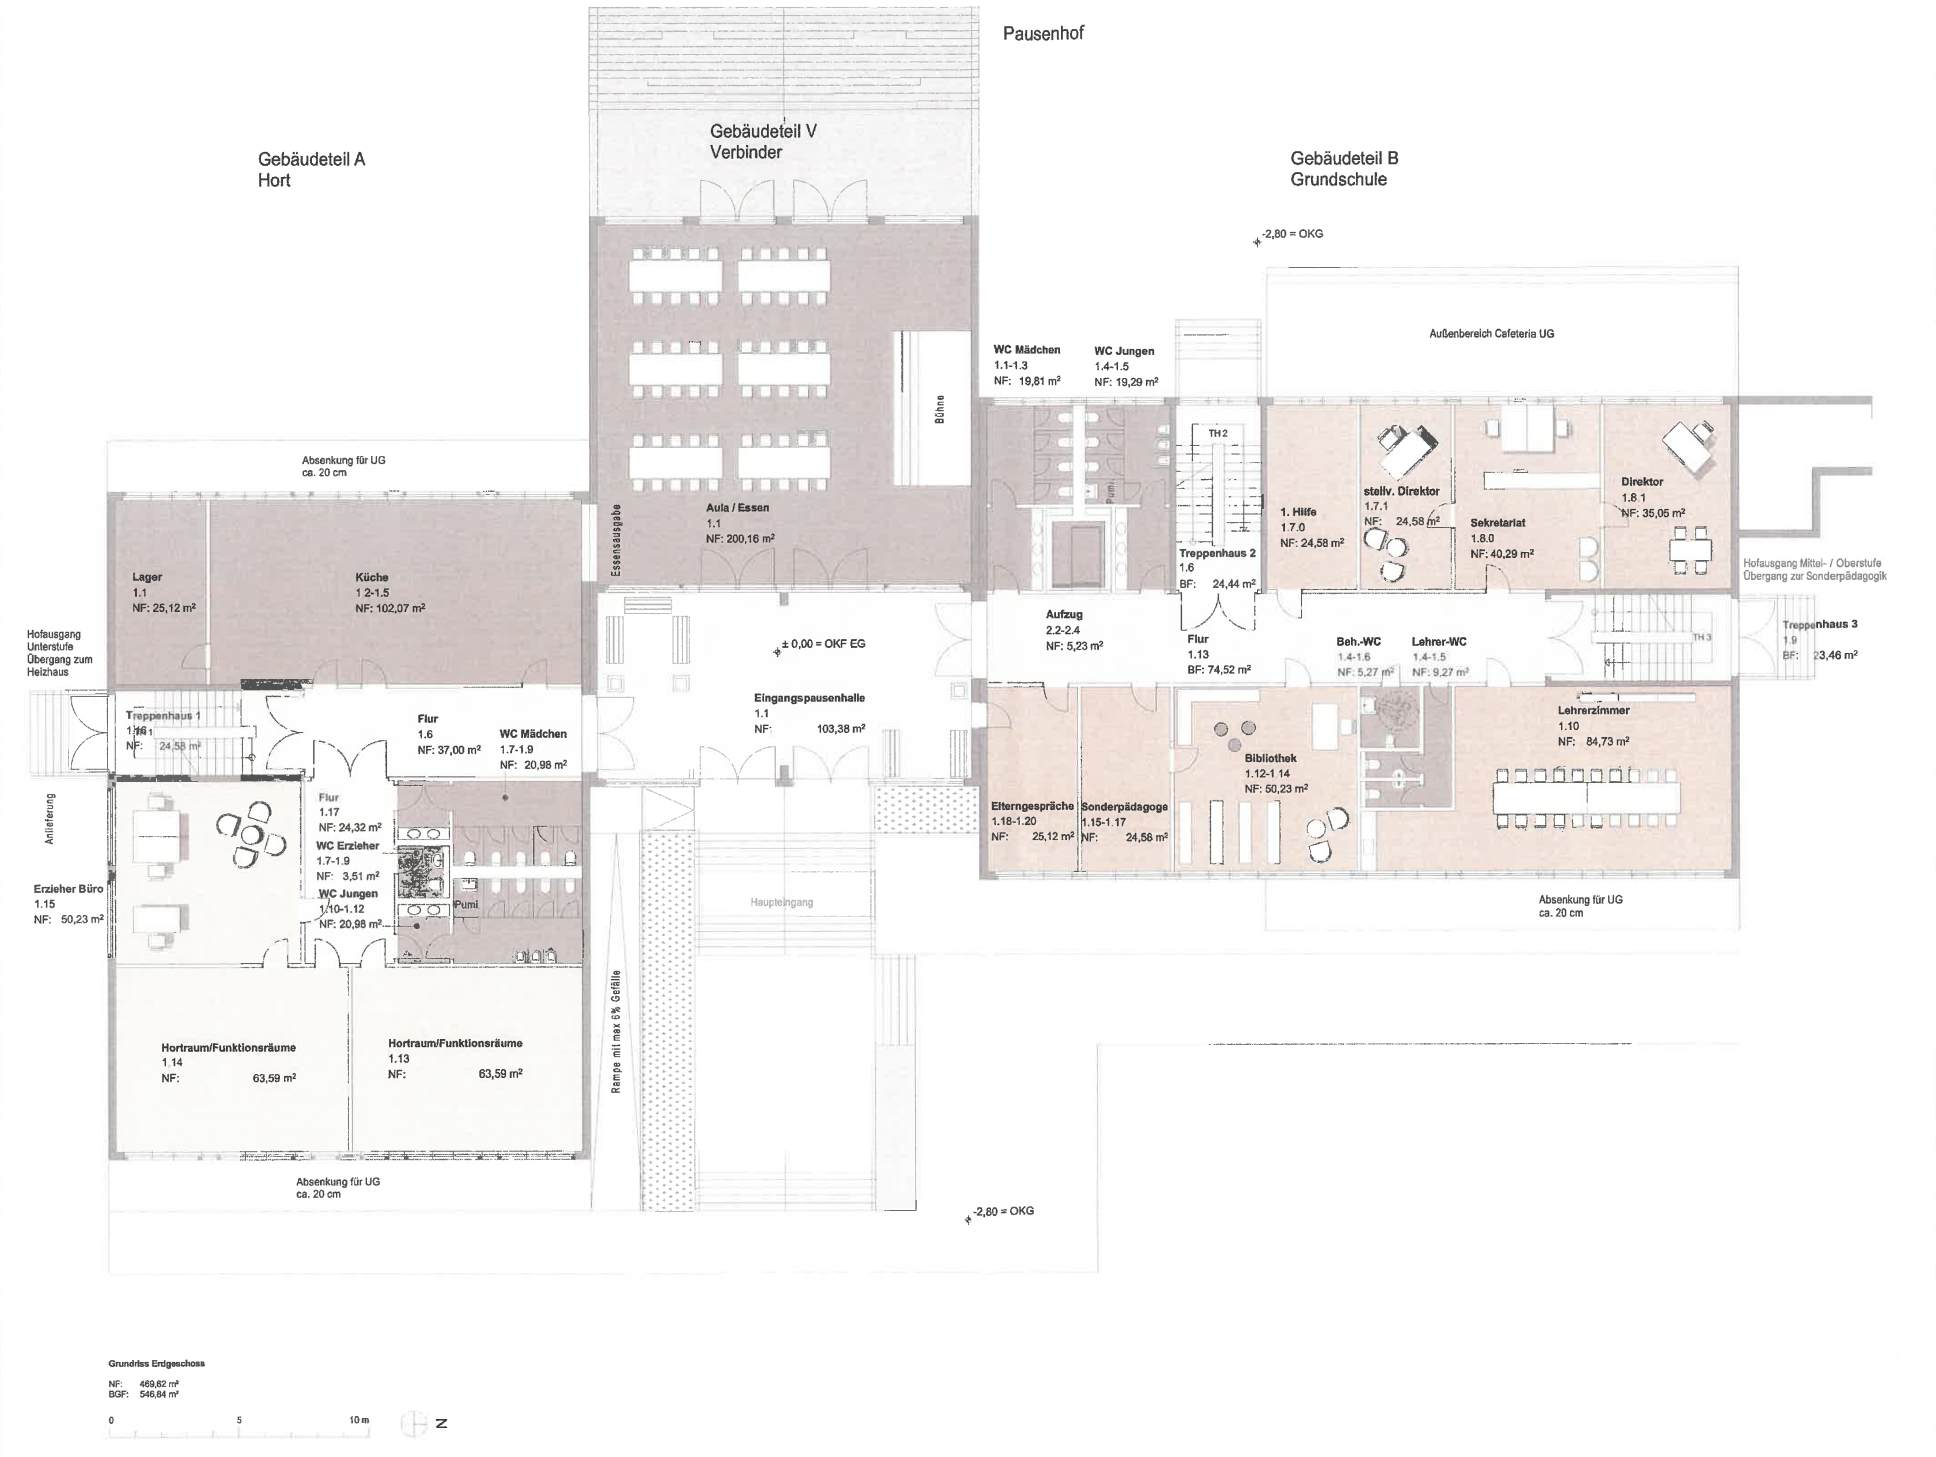 Pausenhof
Gebäudeteil V
Verbinder
Gebäudeteil A
Hort
Gebäudeteil B
Grundschule
-2,80 = OKG
Außenbereich Cafeteria UG
WC Mädchen
1.1-1.3
NF: 19,81 m²
WC Jungen
1.4-1.5
NF: 19,29 m²
Bühne
Absenkung für UG
ca. 20 cm
TH 2
Pumi
Aula / Essen
1.1
NF: 200,16 m²
Essensausgabe
1. Hilfe
1.7.0
NF: 24,58 m²
stellv. Direktor
1.7.1
NF: 24,58 m²
Sekretariat
1.8.0
NF: 40,29 m²
Direktor
1.8.1
NF: 35,05 m²
Treppenhaus 2
1.6
BF: 24,44 m²
Hofausgang Mittel- / Oberstufe
Übergang zur Sonderpädagogik
Lager
1.1
NF: 25,12 m²
Küche
1 2-1.5
NF: 102,07 m²
Hofausgang
Unterstufe
Übergang zum
Heizhaus
± 0,00 = OKF EG
Aufzug
2.2-2.4
NF: 5,23 m²
Flur
1.13
BF: 74,52 m²
Beh.-WC
1.4-1.6
NF: 5,27 m²
Lehrer-WC
1.4-1.5
NF: 9,27 m²
TH 3
Treppenhaus 3
1.9
BF: 23,46 m²
Treppenhaus 1
1.16
NF: 24,58 m²
Flur
1.6
NF: 37,00 m²
WC Mädchen
1.7-1.9
NF: 20,98 m²
Eingangspausenhalle
1.1
NF: 103,38 m²
Lehrerzimmer
1.10
NF: 84,73 m²
Bibliothek
1.12-1.14
NF: 50,23 m²
Elterngespräche
1.18-1.20
NF: 25,12 m²
Sonderpädagoge
1.15-1.17
NF: 24,58 m²
Anlieferung
Flur
1.17
NF: 24,32 m²
WC Erzieher
1.7-1.9
NF: 3,51 m²
WC Jungen
1.10-1.12
NF: 20,98 m²
Pumi
Erzieher Büro
1.15
NF: 50,23 m²
Haupteingang
Absenkung für UG
ca. 20 cm
Rampe mit max 6% Gefälle
Hortraum/Funktionsräume
1.14
NF: 63,59 m²
Hortraum/Funktionsräume
1.13
NF: 63,59 m²
Absenkung für UG
ca. 20 cm
-2,80 = OKG
Grundriss Erdgeschoss
NF: 469,62 m²
BGF: 546,84 m²
0 5 10 m
N